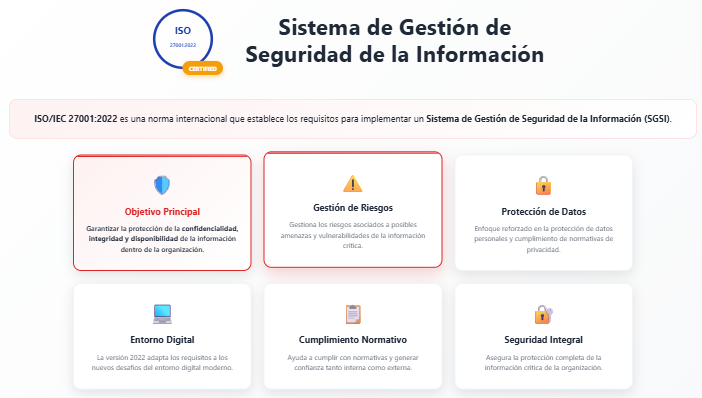 ISO
27001:2022
CERTIFIED
Sistema de Gestión de
Seguridad de la Información
ISO/IEC 27001:2022 es una norma internacional que establece los requisitos para implementar un Sistema de Gestión de Seguridad de la Información (SGSI).
Objetivo Principal
Garantizar la protección de la confidencialidad,
integridad y disponibilidad de la información
dentro de la organización.
Gestión de Riesgos
Gestiona los riesgos asociados a posibles
amenazas y vulnerabilidades de la información
crítica.
Protección de Datos
Enfoque reforzado en la protección de datos
personales y cumplimiento de normativas de
privacidad.
Entorno Digital
La versión 2022 adapta los requisitos a los
nuevos desafíos del entorno digital moderno.
Cumplimiento Normativo
Ayuda a cumplir con normativas y generar
confianza tanto interna como externa.
Seguridad Integral
Asegura la protección completa de la
información crítica de la organización.